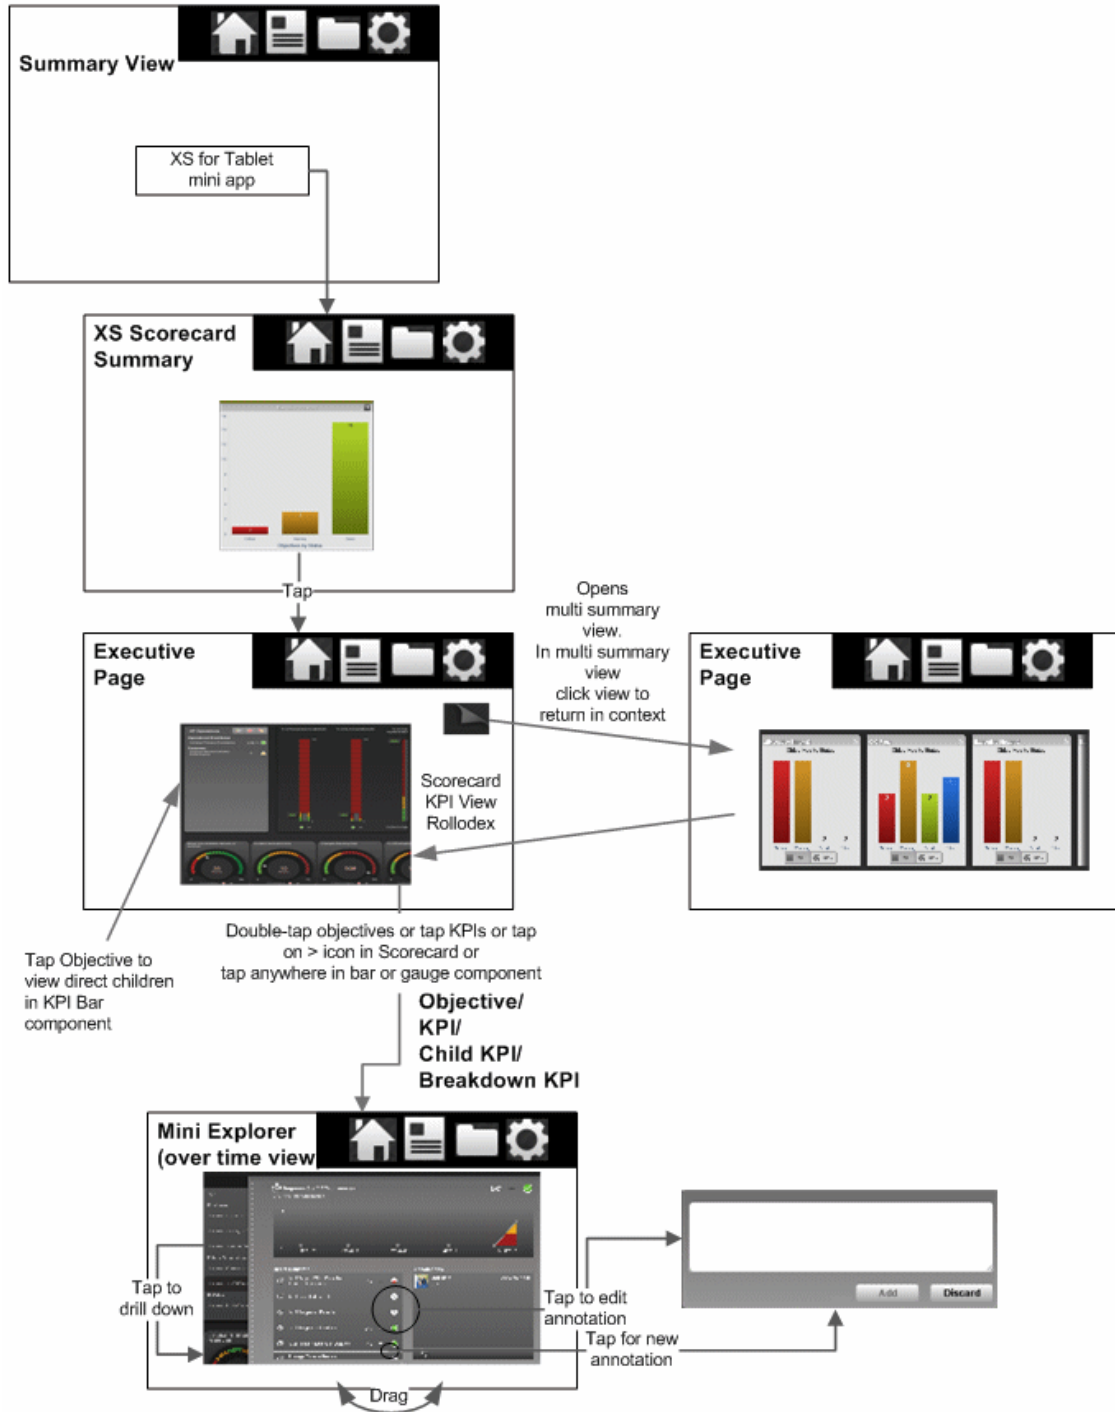 Summary View
XS for Tablet
mini app
XS Scorecard
Summary
Objectives by Status
Tap
Opens
multi summary
view.
In multi summary
view
click view to
return in context
Executive
Page
Executive
Page
Scorecard
KPI View
Rollodex
Tap Objective to
view direct children
in KPI Bar
component
Double-tap objectives or tap KPIs or tap
on > icon in Scorecard or
tap anywhere in bar or gauge component
Objective/
KPI/
Child KPI/
Breakdown KPI
Mini Explorer
(over time view
Tap to
drill down
Tap to edit
annotation
Tap for new
annotation
Add
Discard
Drag